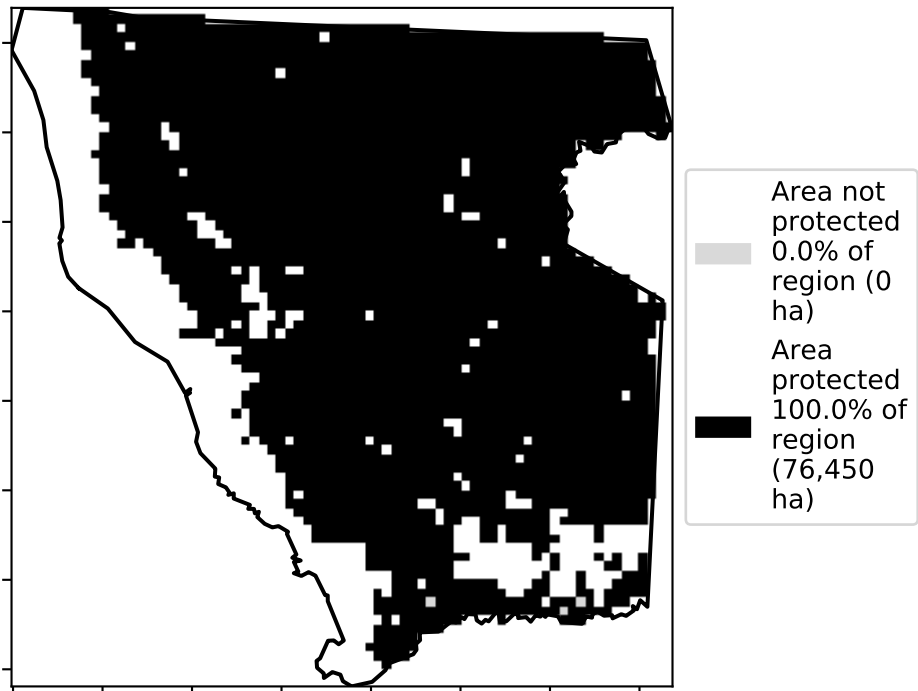 Area not
protected
0.0% of
region (0
ha)
Area
protected
100.0% of
region
(76,450
ha)